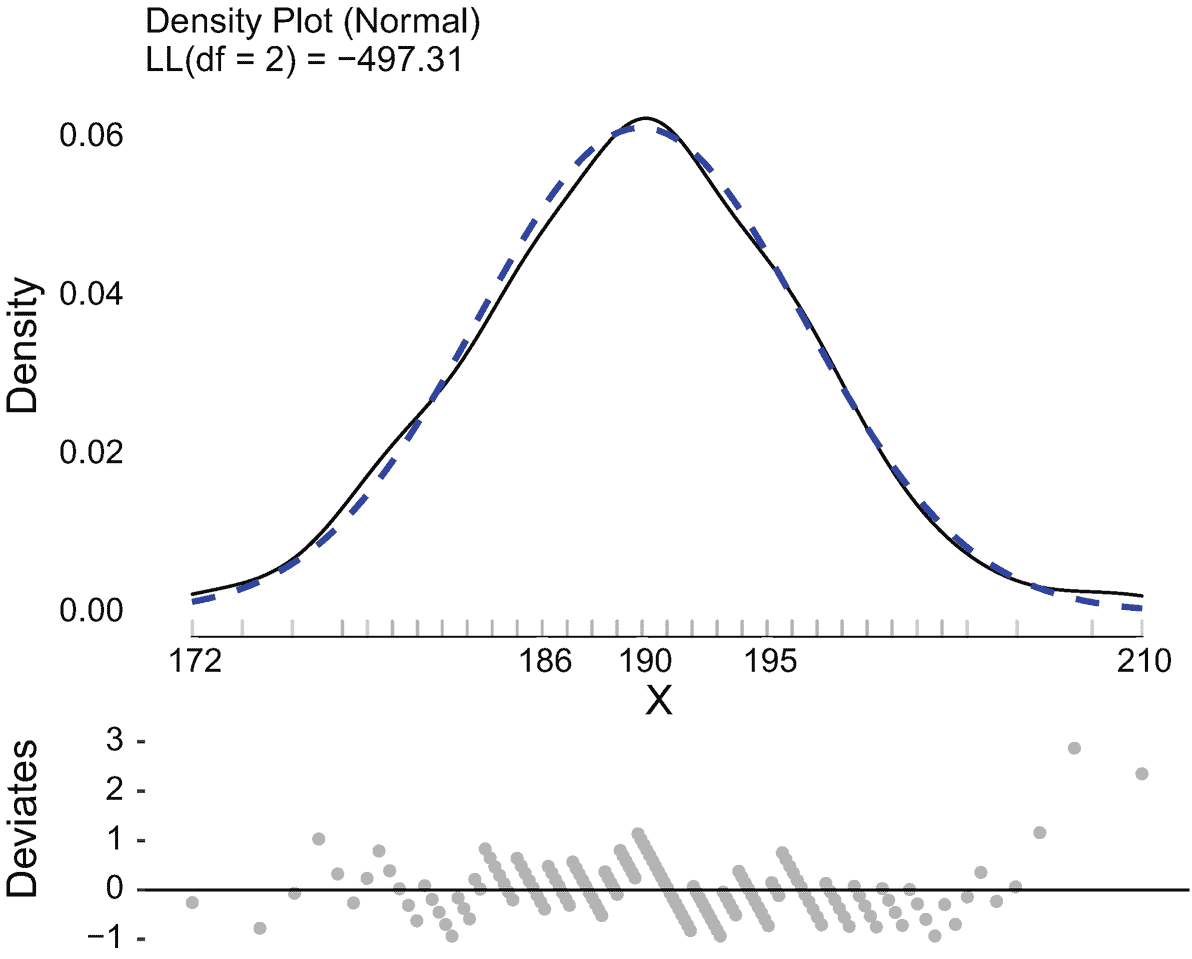 Density Plot (Normal)
LL(df = 2) = −497.31
Density
0.06
0.04
0.02
0.00
172 186 190 195 210
X
Deviates
3
2
1
0
−1